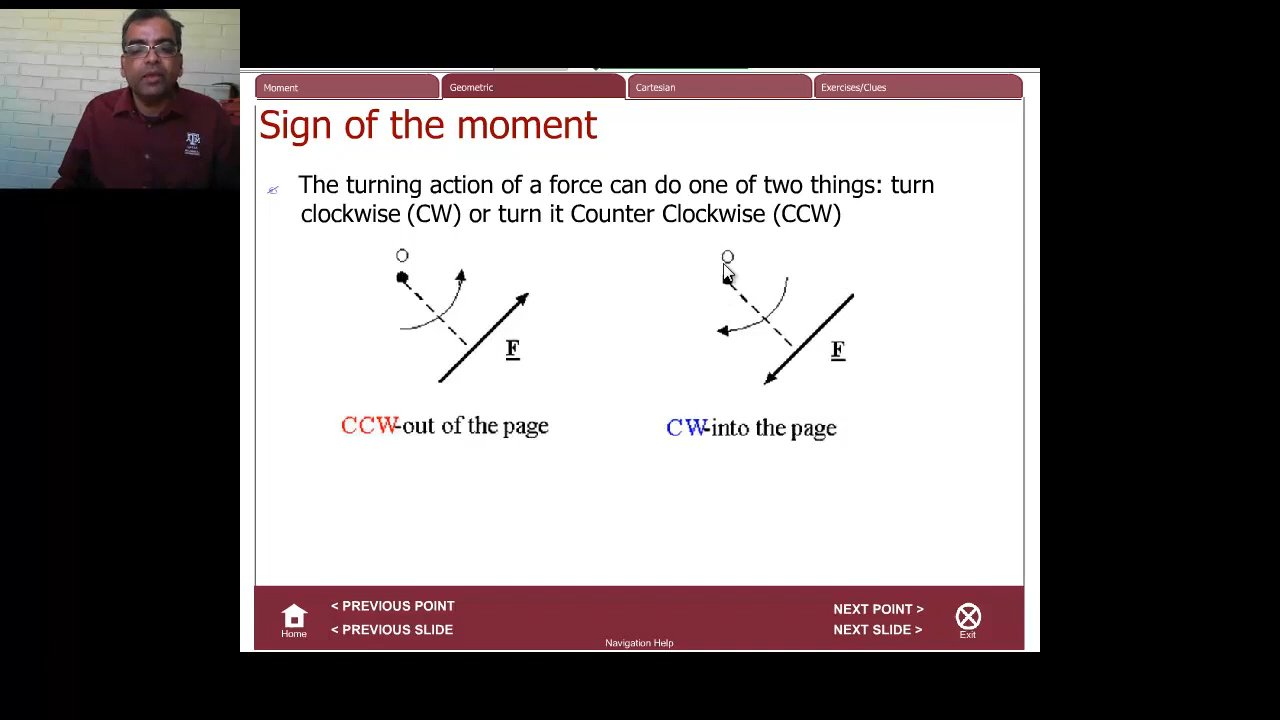 Moment
Geometric
Cartesian
Exercises/Clues
Sign of the moment
The turning action of a force can do one of two things: turn
clockwise (CW) or turn it Counter Clockwise (CCW)
O
F
CCW-out of the page
O
F
CW-into the page
Home
< PREVIOUS POINT
< PREVIOUS SLIDE
Navigation Help
NEXT POINT >
NEXT SLIDE >
Exit